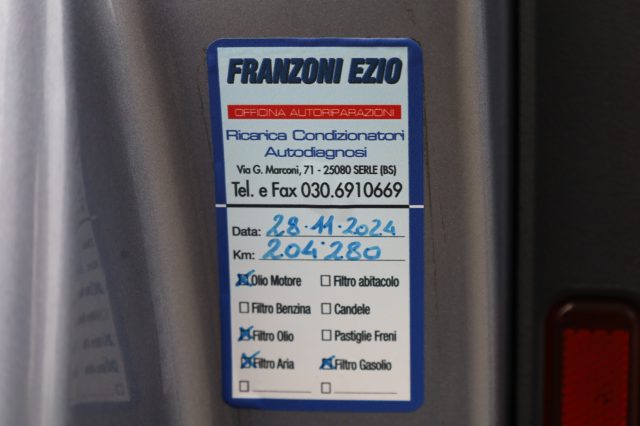 FRANZONI EZIO
OFFICINA AUTORIPARAZIONI
Ricarica Condizionatori
Autodiagnosi
Via G. Marconi, 71 - 25080 SERLE (BS)
Tel. e Fax 030.6910669
Data: 28-11-2024
Km: 204'280
Olio Motore Filtro abitacolo
Filtro Benzina Candele
Filtro Olio Pastiglie Freni
Filtro Aria Filtro Gasolio